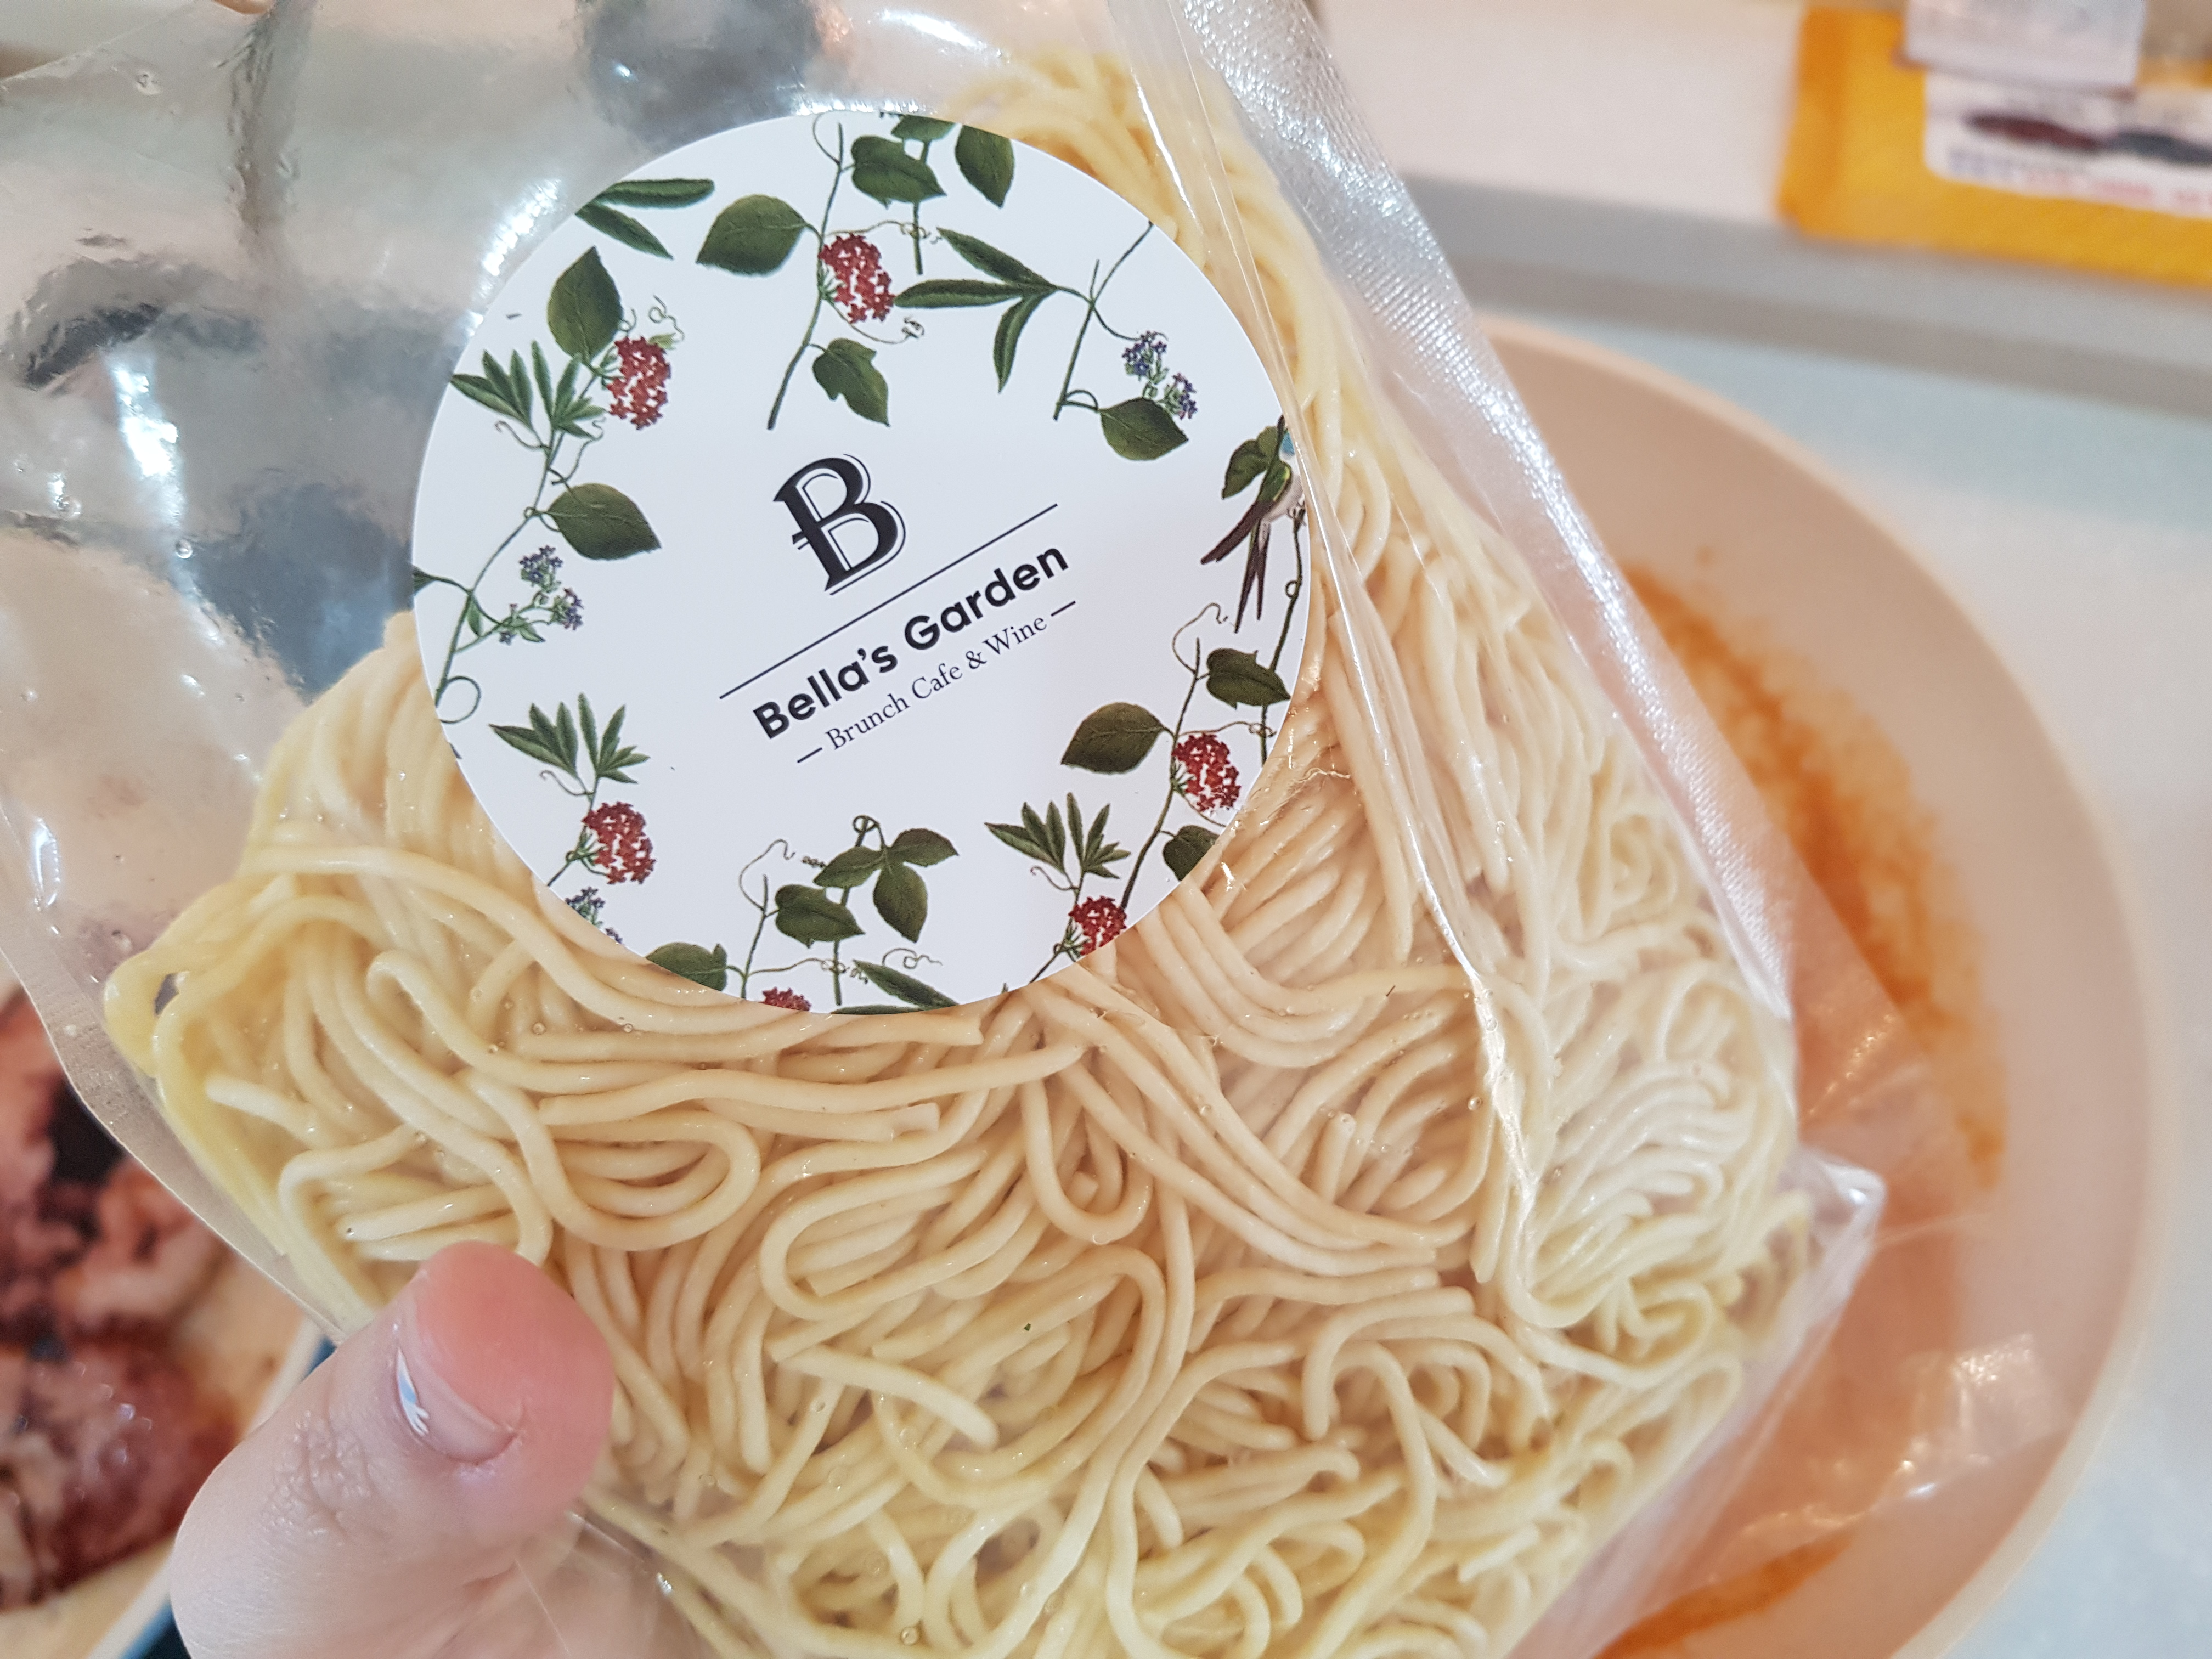 B
Bella's Garden
— Brunch Cafe & Wine —